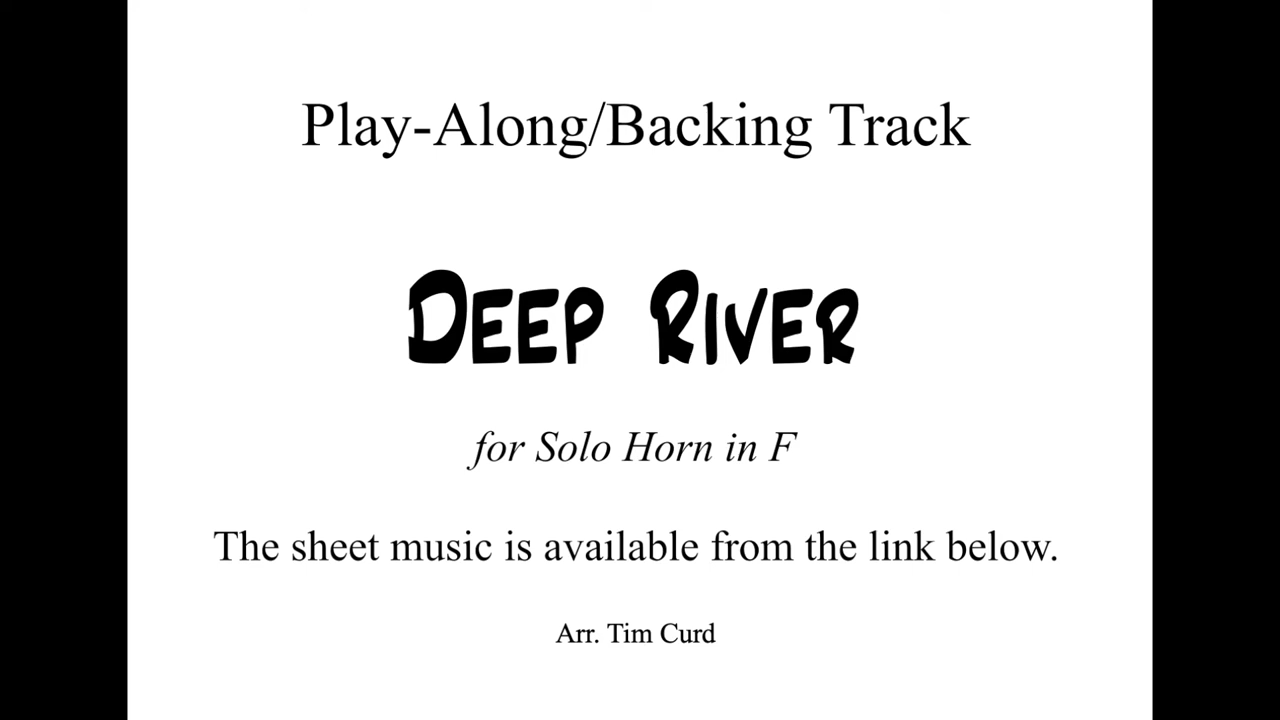 Play-Along/Backing Track
Deep River
for Solo Horn in F
The sheet music is available from the link below.
Arr. Tim Curd